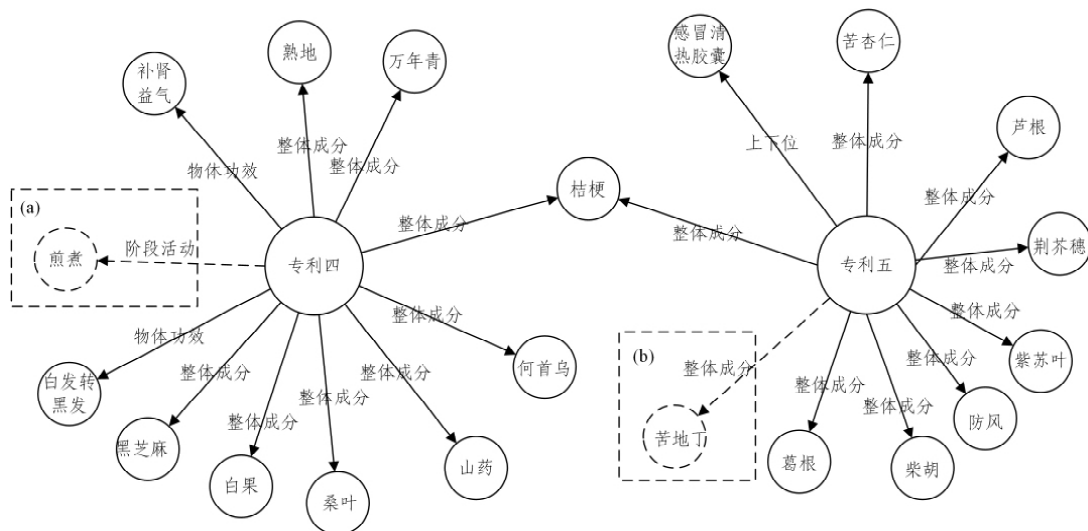 感冒清
热胶囊
苦杏仁
熟地
万年青
补肾
益气
芦根
整体成分
整体成分
物体功效
上下位
整体成分
整体成分
桔梗
(a)
整体成分
整体成分
荆芥穗
煎煮
阶段活动
专利四
专利五
整体成分
物体功效
整体成分
整体成分
白发转
黑发
整体成分
整体成分
何首乌
(b)
整体成分
整体成分
整体成分
紫苏叶
整体成分
整体成分
整体成分
防风
黑芝麻
苦地丁
白果
桑叶
山药
葛根
柴胡